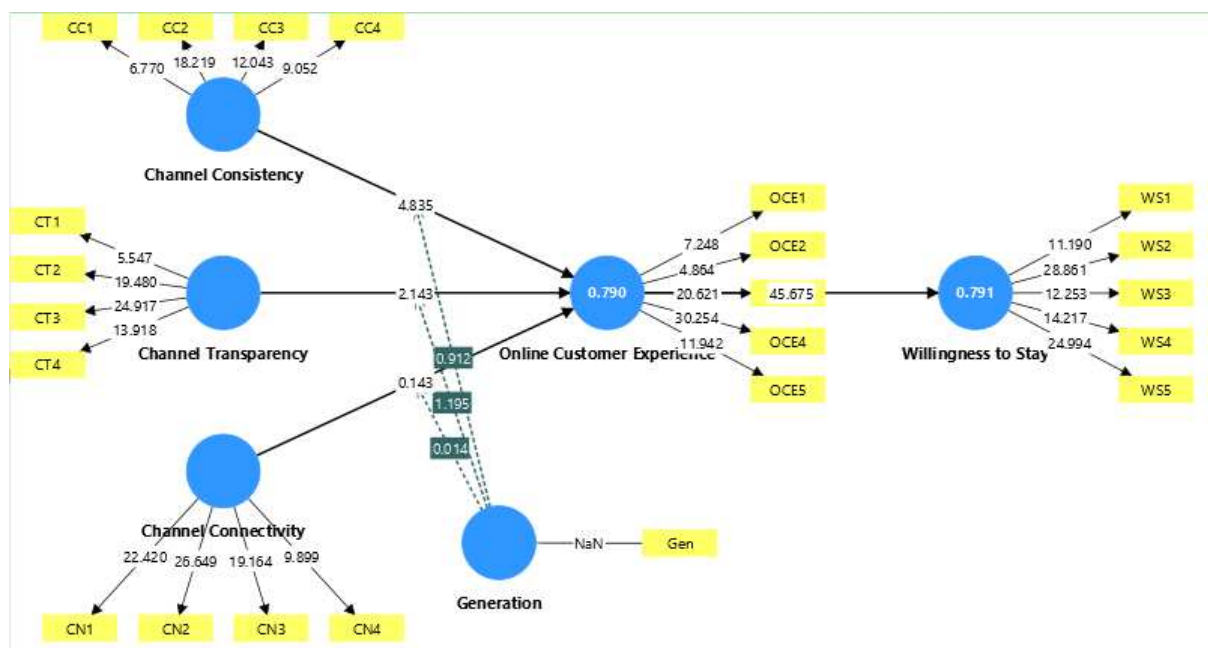 CC1 CC2 CC3 CC4
6.770 18.219 12.043 9.052
Channel Consistency
CT1
CT2
CT3
CT4
5.547
19.480
24.917
13.918
Channel Transparency
4.835
2.143
0.143
0.912
1.195
0.014
Channel Connectivity
22.420 26.649 19.164 9.899
CN1 CN2 CN3 CN4
Generation
NaN
Gen
0.790
Online Customer Experience
OCE1
OCE2
OCE4
OCE5
7.248
4.864
20.621
30.254
11.942
45.675
0.791
Willingness to Stay
11.190
28.861
12.253
14.217
24.994
WS1
WS2
WS3
WS4
WS5